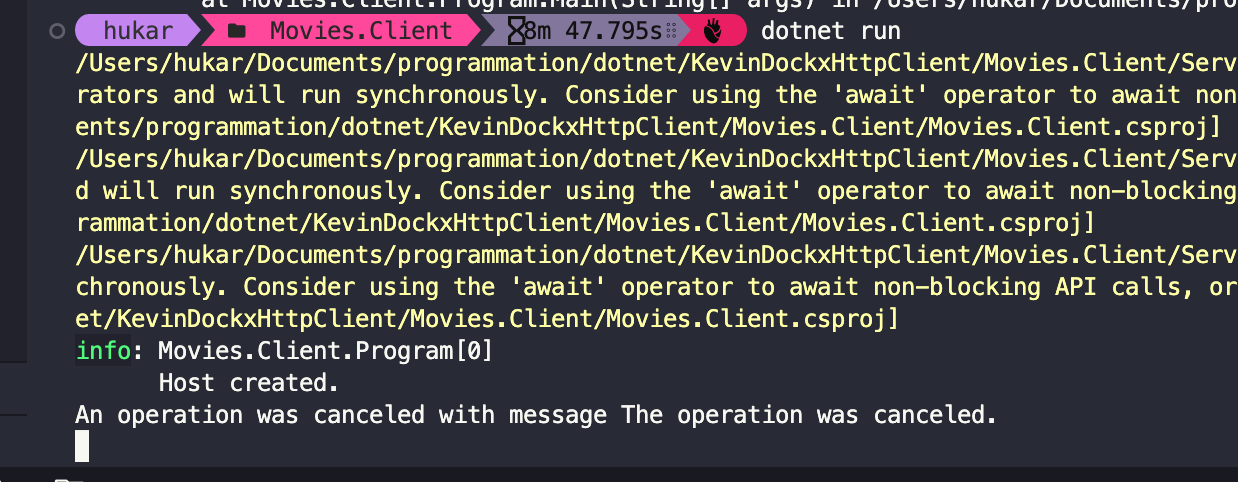 at Movies.Client.Program.Main(String[] args) in /Users/hukar/Documents/pro
hukar Movies.Client 8m 47.795s dotnet run
/Users/hukar/Documents/programmation/dotnet/KevinDockxHttpClient/Movies.Client/Serv
rators and will run synchronously. Consider using the 'await' operator to await non
ents/programmation/dotnet/KevinDockxHttpClient/Movies.Client/Movies.Client.csproj]
/Users/hukar/Documents/programmation/dotnet/KevinDockxHttpClient/Movies.Client/Serv
d will run synchronously. Consider using the 'await' operator to await non-blocking
rammation/dotnet/KevinDockxHttpClient/Movies.Client/Movies.Client.csproj]
/Users/hukar/Documents/programmation/dotnet/KevinDockxHttpClient/Movies.Client/Serv
chronously. Consider using the 'await' operator to await non-blocking API calls, or
et/KevinDockxHttpClient/Movies.Client/Movies.Client.csproj]
info: Movies.Client.Program[0]
Host created.
An operation was canceled with message The operation was canceled.